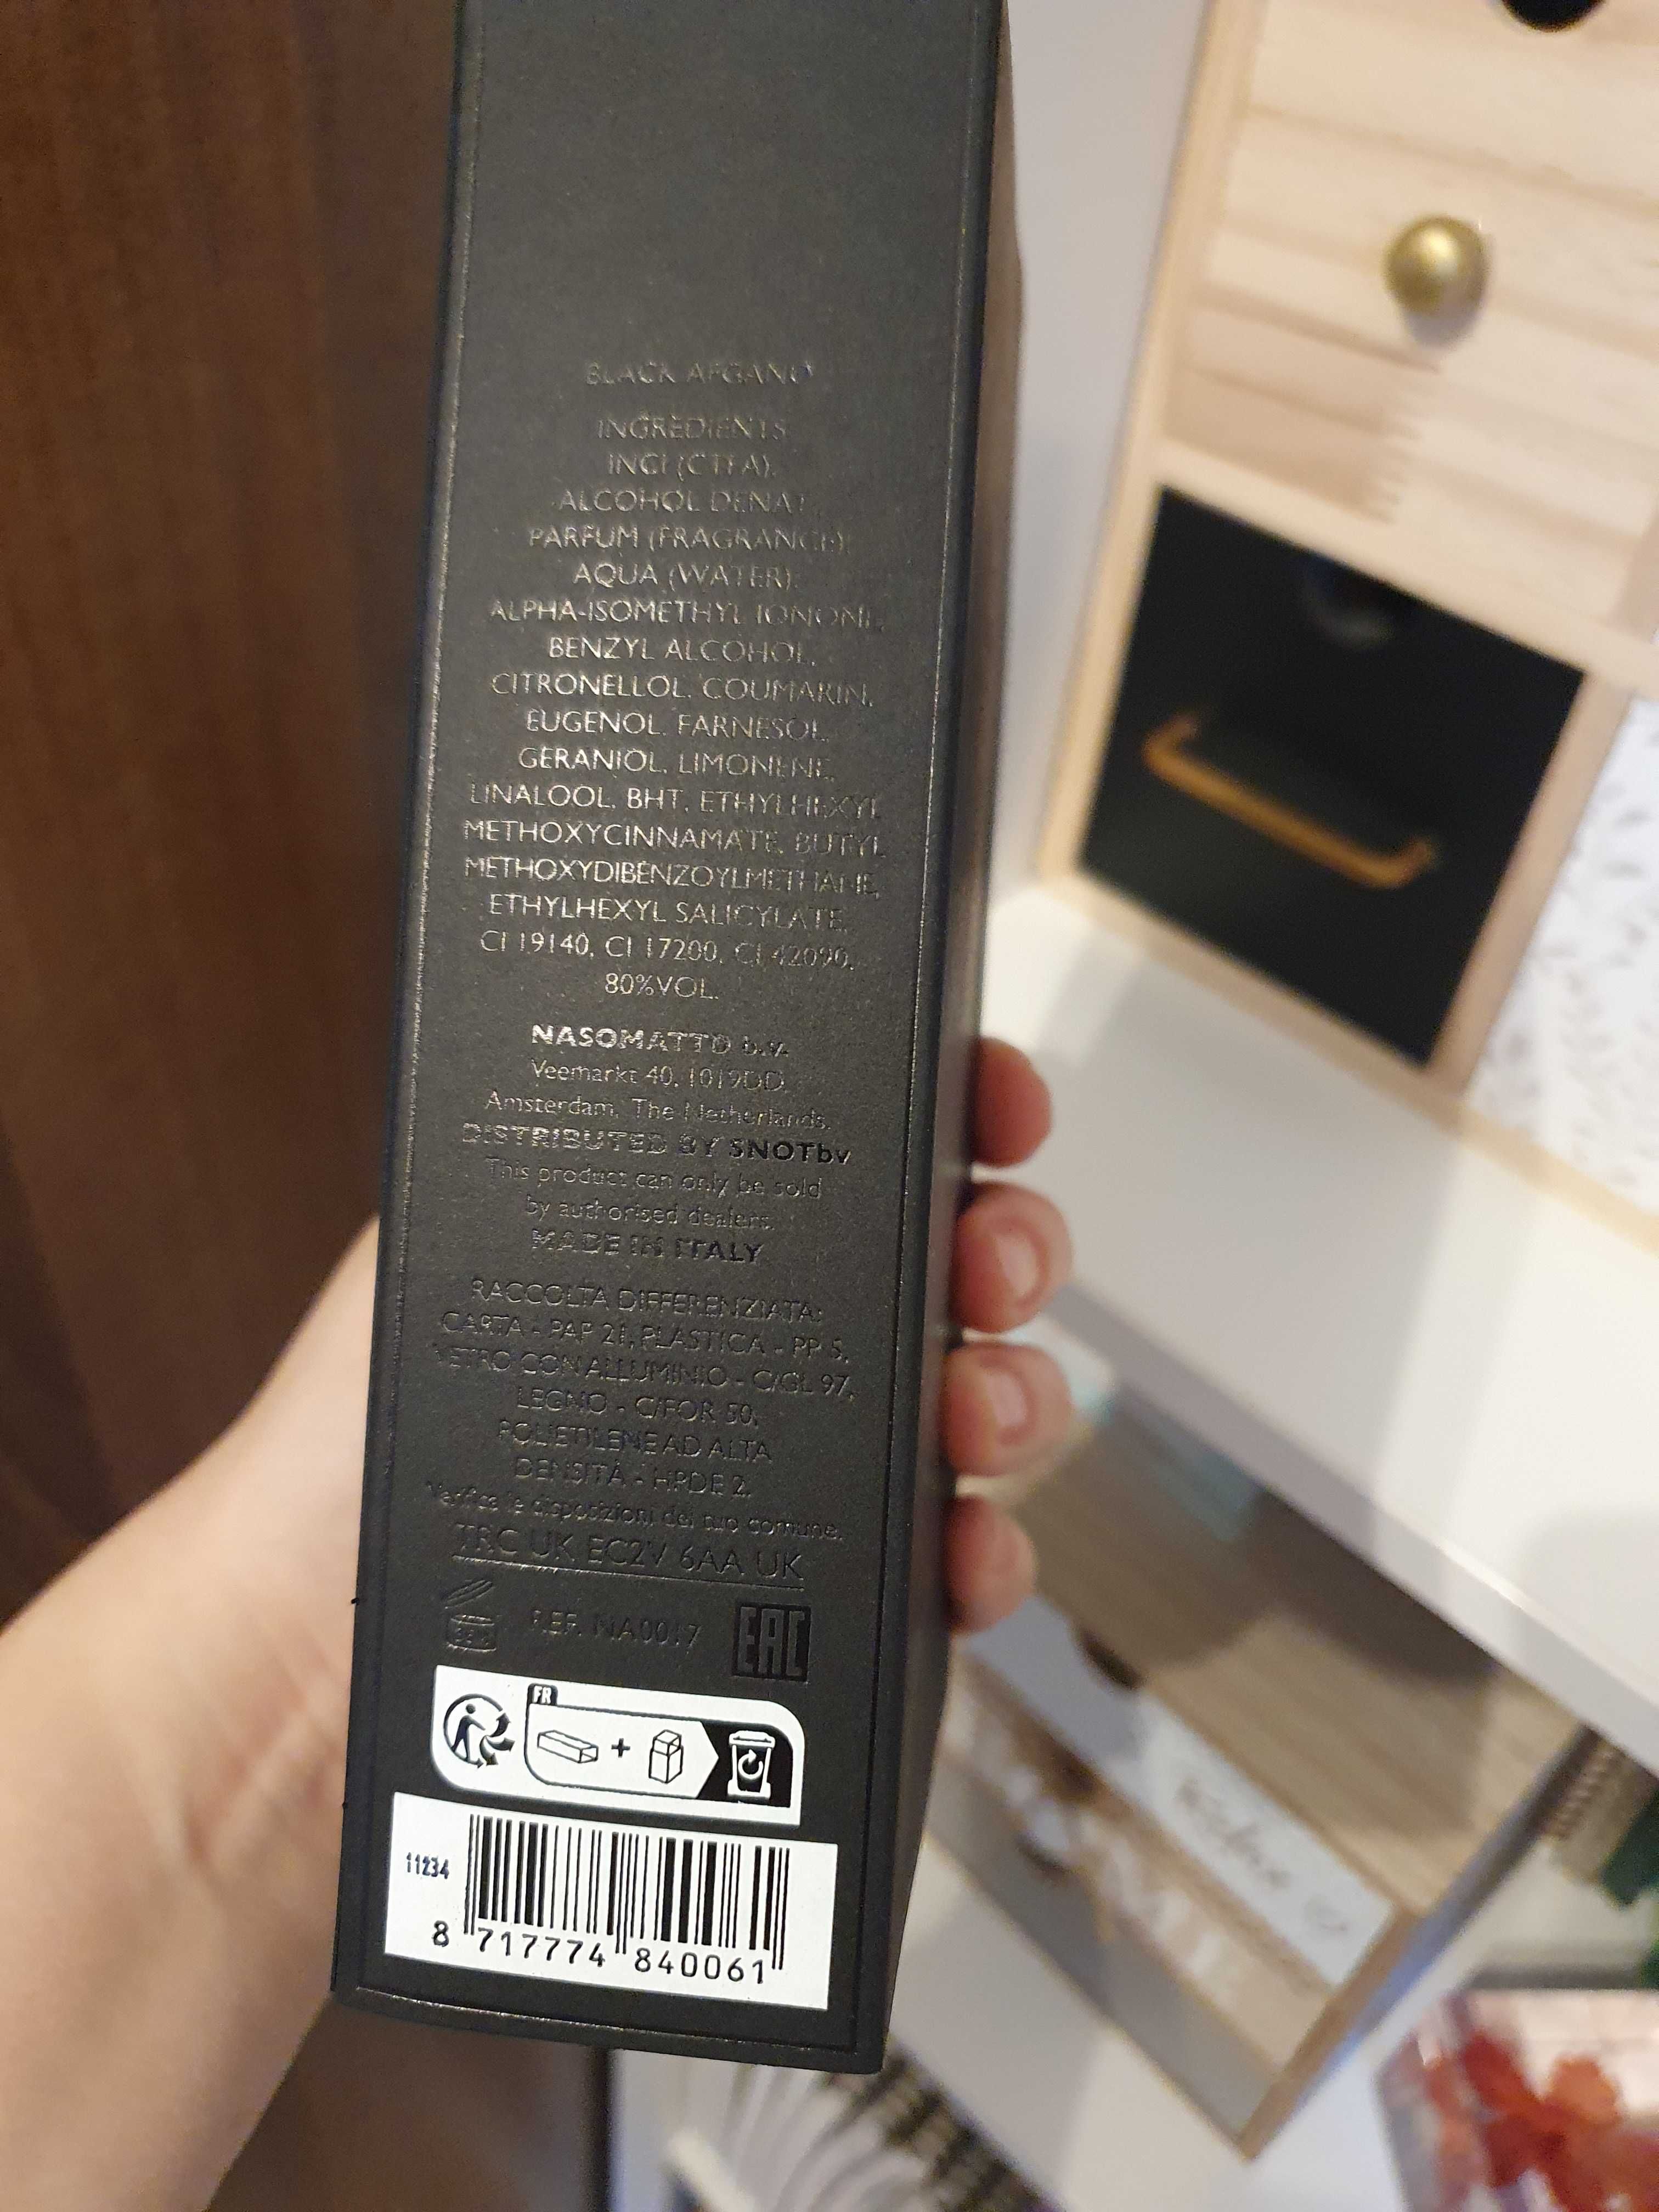 BLACK AFGANO
INGREDIENTS
INGI (CTFA).
ALCOHOL DENAT.
PARFUM (FRAGRANCE),
AQUA (WATER),
ALPHA-ISOMETHYL IONONE,
BENZYL ALCOHOL,
CITRONELLOL, COUMARIN,
EUGENOL, FARNESOL,
GERANIOL, LIMONENE,
LINALOOL, BHT, ETHYLHEXYL
METHOXYCINNAMATE, BUTYL
METHOXYDIBENZOYLMETHANE,
ETHYLHEXYL SALICYLATE,
CI 19140, CI 17200, CI 42090,
80%VOL.
NASOMATTO b.v.
Veemarkt 40, 1019DD,
Amsterdam, The Netherlands.
DISTRIBUTED BY SNOTbv
This product can only be sold
by authorised dealers.
MADE IN ITALY
RACCOLTA DIFFERENZIATA:
CARTA - PAP 21, PLASTICA - PP 5,
VETRO CON ALLUMINIO - C/GL 97,
LEGNO - C/FOR 50,
POLIETILENE AD ALTA
DENSITÀ - HPDE 2.
Verifica le disposizioni del tuo comune.
TRC UK EC2V 6AA UK
REF. NA0017 EAC
FR
11234
8 717774 840061